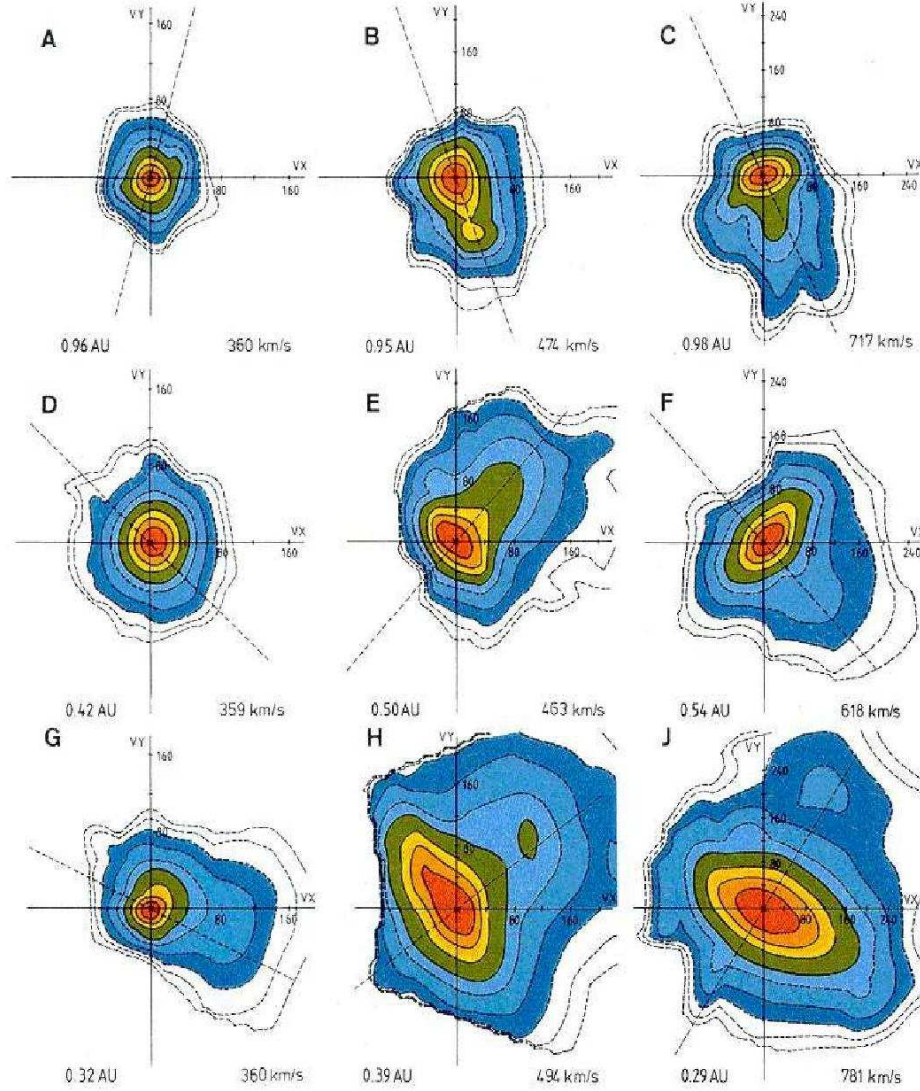 A
VY
160
80
VX
80 160
0.96 AU 360 km/s
B
VY
160
80
VX
80 160
0.95 AU 474 km/s
C
VY
240
160
80
VX
80 160 240
0.98 AU 717 km/s
D
VY
160
80
VX
80 160
0.42 AU 359 km/s
E
VY
160
80
VX
80 160
0.50 AU 463 km/s
F
VY
240
160
80
VX
80 160 240
0.54 AU 618 km/s
G
VY
160
80
VX
80 160
0.32 AU 360 km/s
H
VY
160
80
VX
80 160
0.39 AU 494 km/s
J
VY
240
160
80
VX
80 160 240
0.29 AU 781 km/s